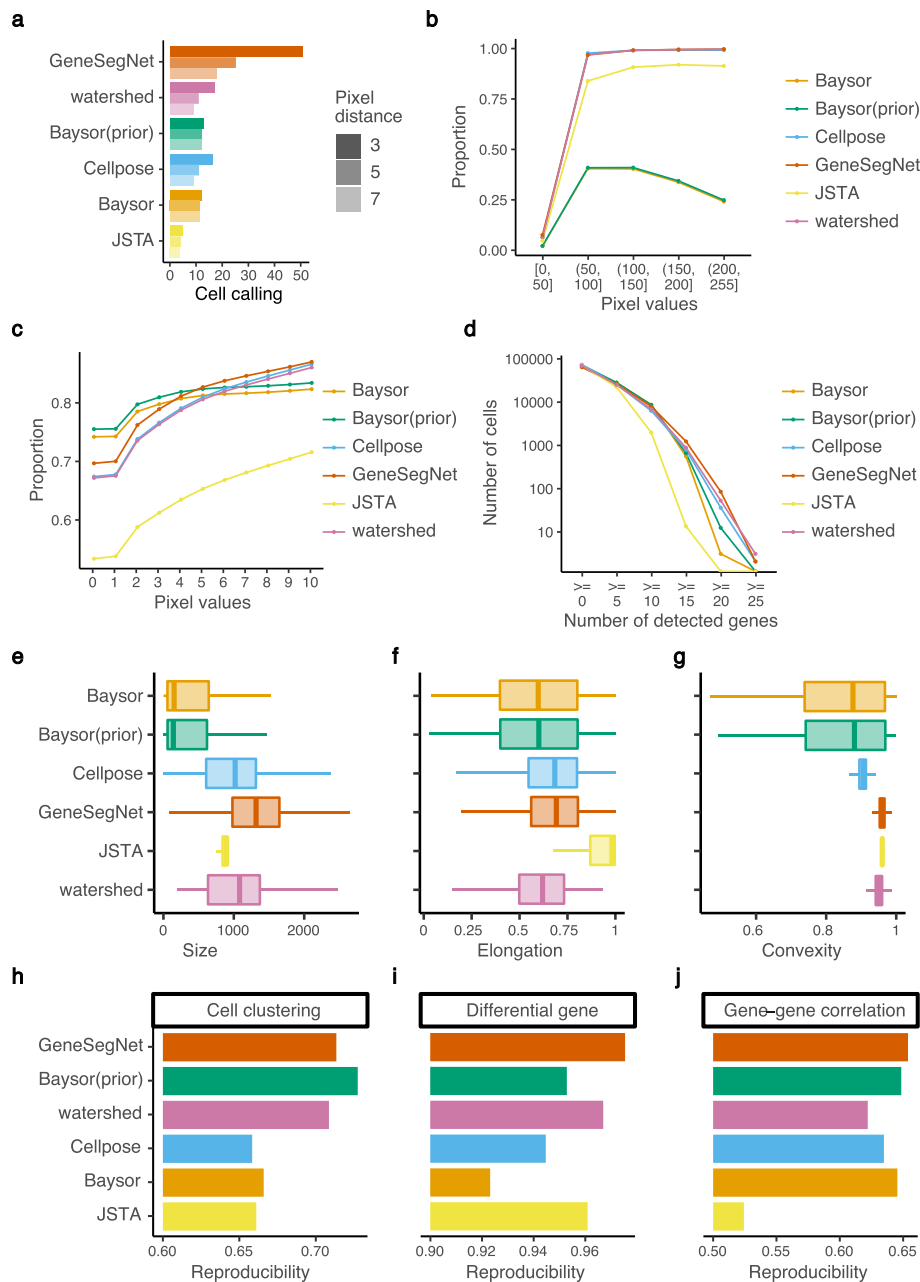 a
GeneSegNet
watershed
Baysor(prior)
Cellpose
Baysor
JSTA
0 10 20 30 40 50
Cell calling
Pixel
distance
3
5
7
b
Proportion
1.00
0.75
0.50
0.25
0.00
[0, (50, (100, (150, (200,
50] 100] 150] 200] 255]
Pixel values
Baysor
Baysor(prior)
Cellpose
GeneSegNet
JSTA
watershed
c
Proportion
0.8
0.7
0.6
0 1 2 3 4 5 6 7 8 9 10
Pixel values
Baysor
Baysor(prior)
Cellpose
GeneSegNet
JSTA
watershed
d
Number of cells
100000
10000
1000
100
10
≥ ≥ ≥ ≥ ≥ ≥
0 5 10 15 20 25
Number of detected genes
Baysor
Baysor(prior)
Cellpose
GeneSegNet
JSTA
watershed
e
Baysor
Baysor(prior)
Cellpose
GeneSegNet
JSTA
watershed
0 1000 2000
Size
f
0 0.25 0.5 0.75 1
Elongation
g
0.6 0.8 1
Convexity
h
Cell clustering
GeneSegNet
Baysor(prior)
watershed
Cellpose
Baysor
JSTA
0.60 0.65 0.70
Reproducibility
i
Differential gene
0.90 0.92 0.94 0.96
Reproducibility
j
Gene-gene correlation
0.50 0.55 0.60 0.65
Reproducibility